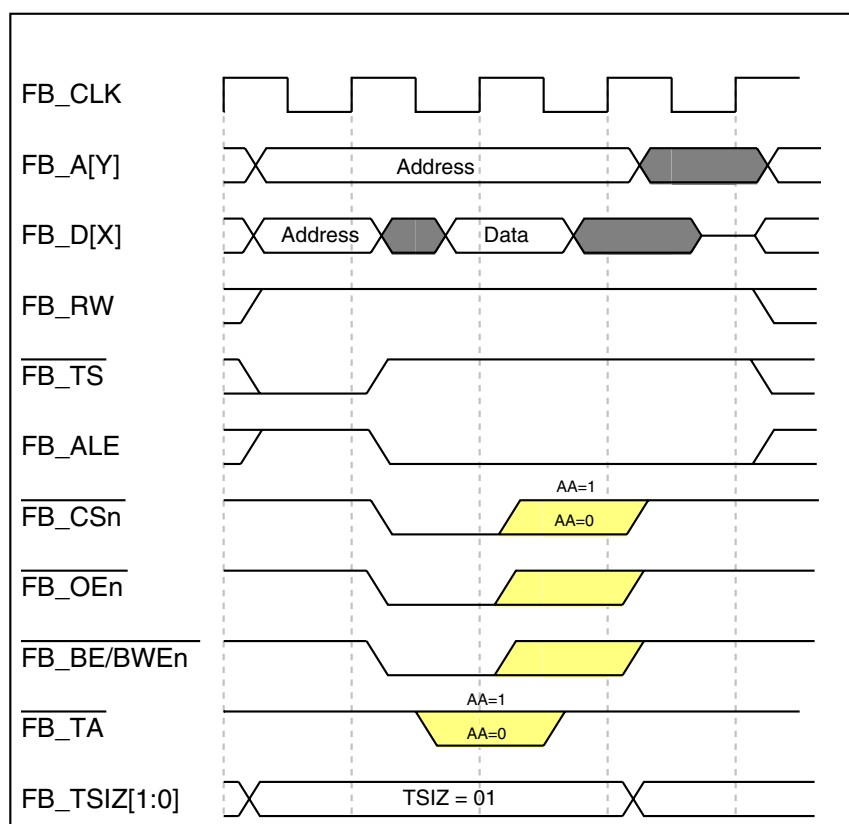 FB_CLK
FB_A[Y]
Address
FB_D[X]
Address
Data
FB_RW
FB_TS
FB_ALE
AA=1
FB_CSn
AA=0
FB_OEn
FB_BE/BWEn
AA=1
FB_TA
AA=0
FB_TSIZ[1:0]
TSIZ = 01